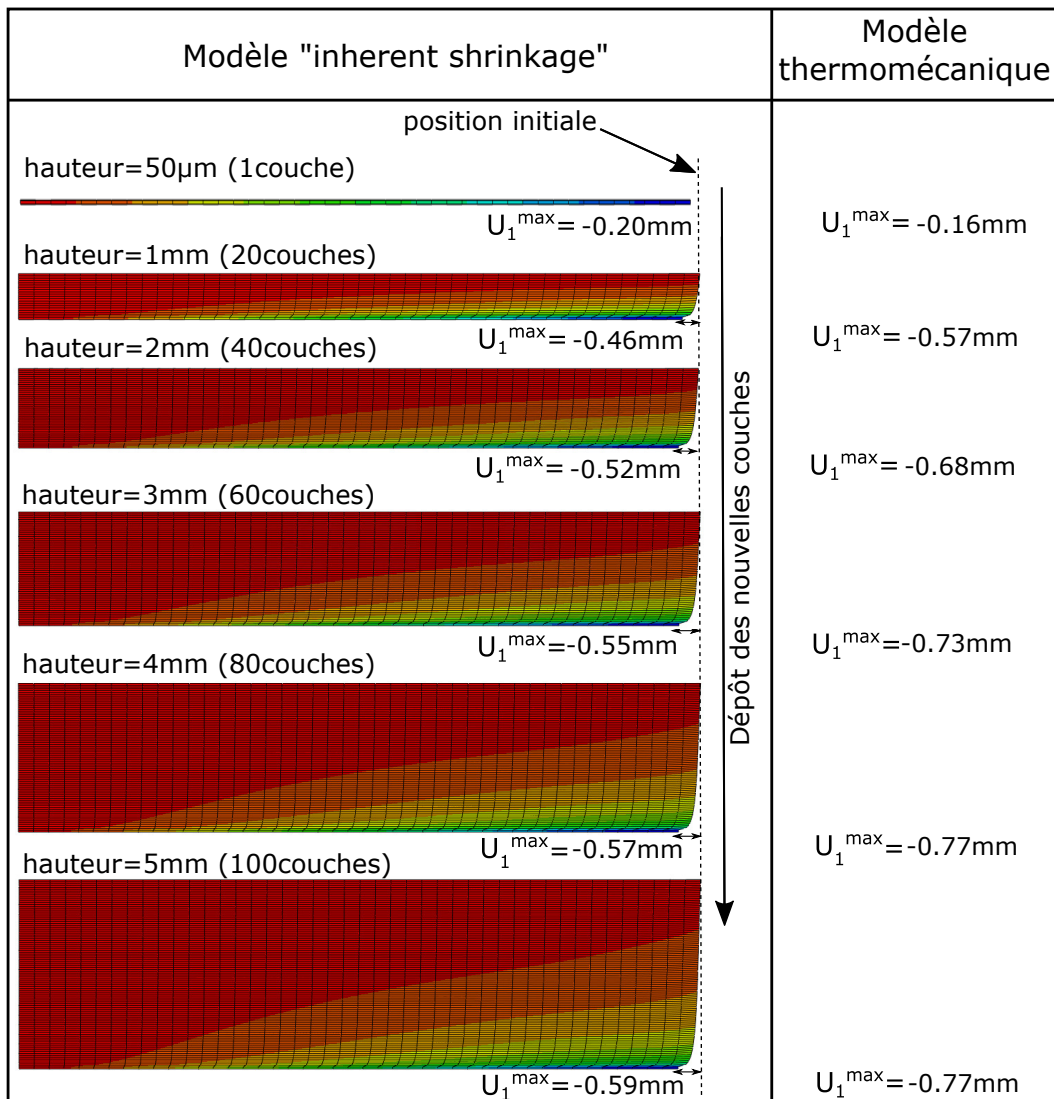 Modèle "inherent shrinkage"
Modèle
thermomécanique
position initiale
hauteur=50µm (1couche)
U₁ᵐᵃˣ= -0.20mm
U₁ᵐᵃˣ= -0.16mm
hauteur=1mm (20couches)
U₁ᵐᵃˣ= -0.46mm
U₁ᵐᵃˣ= -0.57mm
hauteur=2mm (40couches)
U₁ᵐᵃˣ= -0.52mm
U₁ᵐᵃˣ= -0.68mm
hauteur=3mm (60couches)
U₁ᵐᵃˣ=-0.55mm
U₁ᵐᵃˣ= -0.73mm
hauteur=4mm (80couches)
U₁ᵐᵃˣ=-0.57mm
U₁ᵐᵃˣ= -0.77mm
hauteur=5mm (100couches)
U₁ᵐᵃˣ=-0.59mm
U₁ᵐᵃˣ= -0.77mm
Dépôt des nouvelles couches